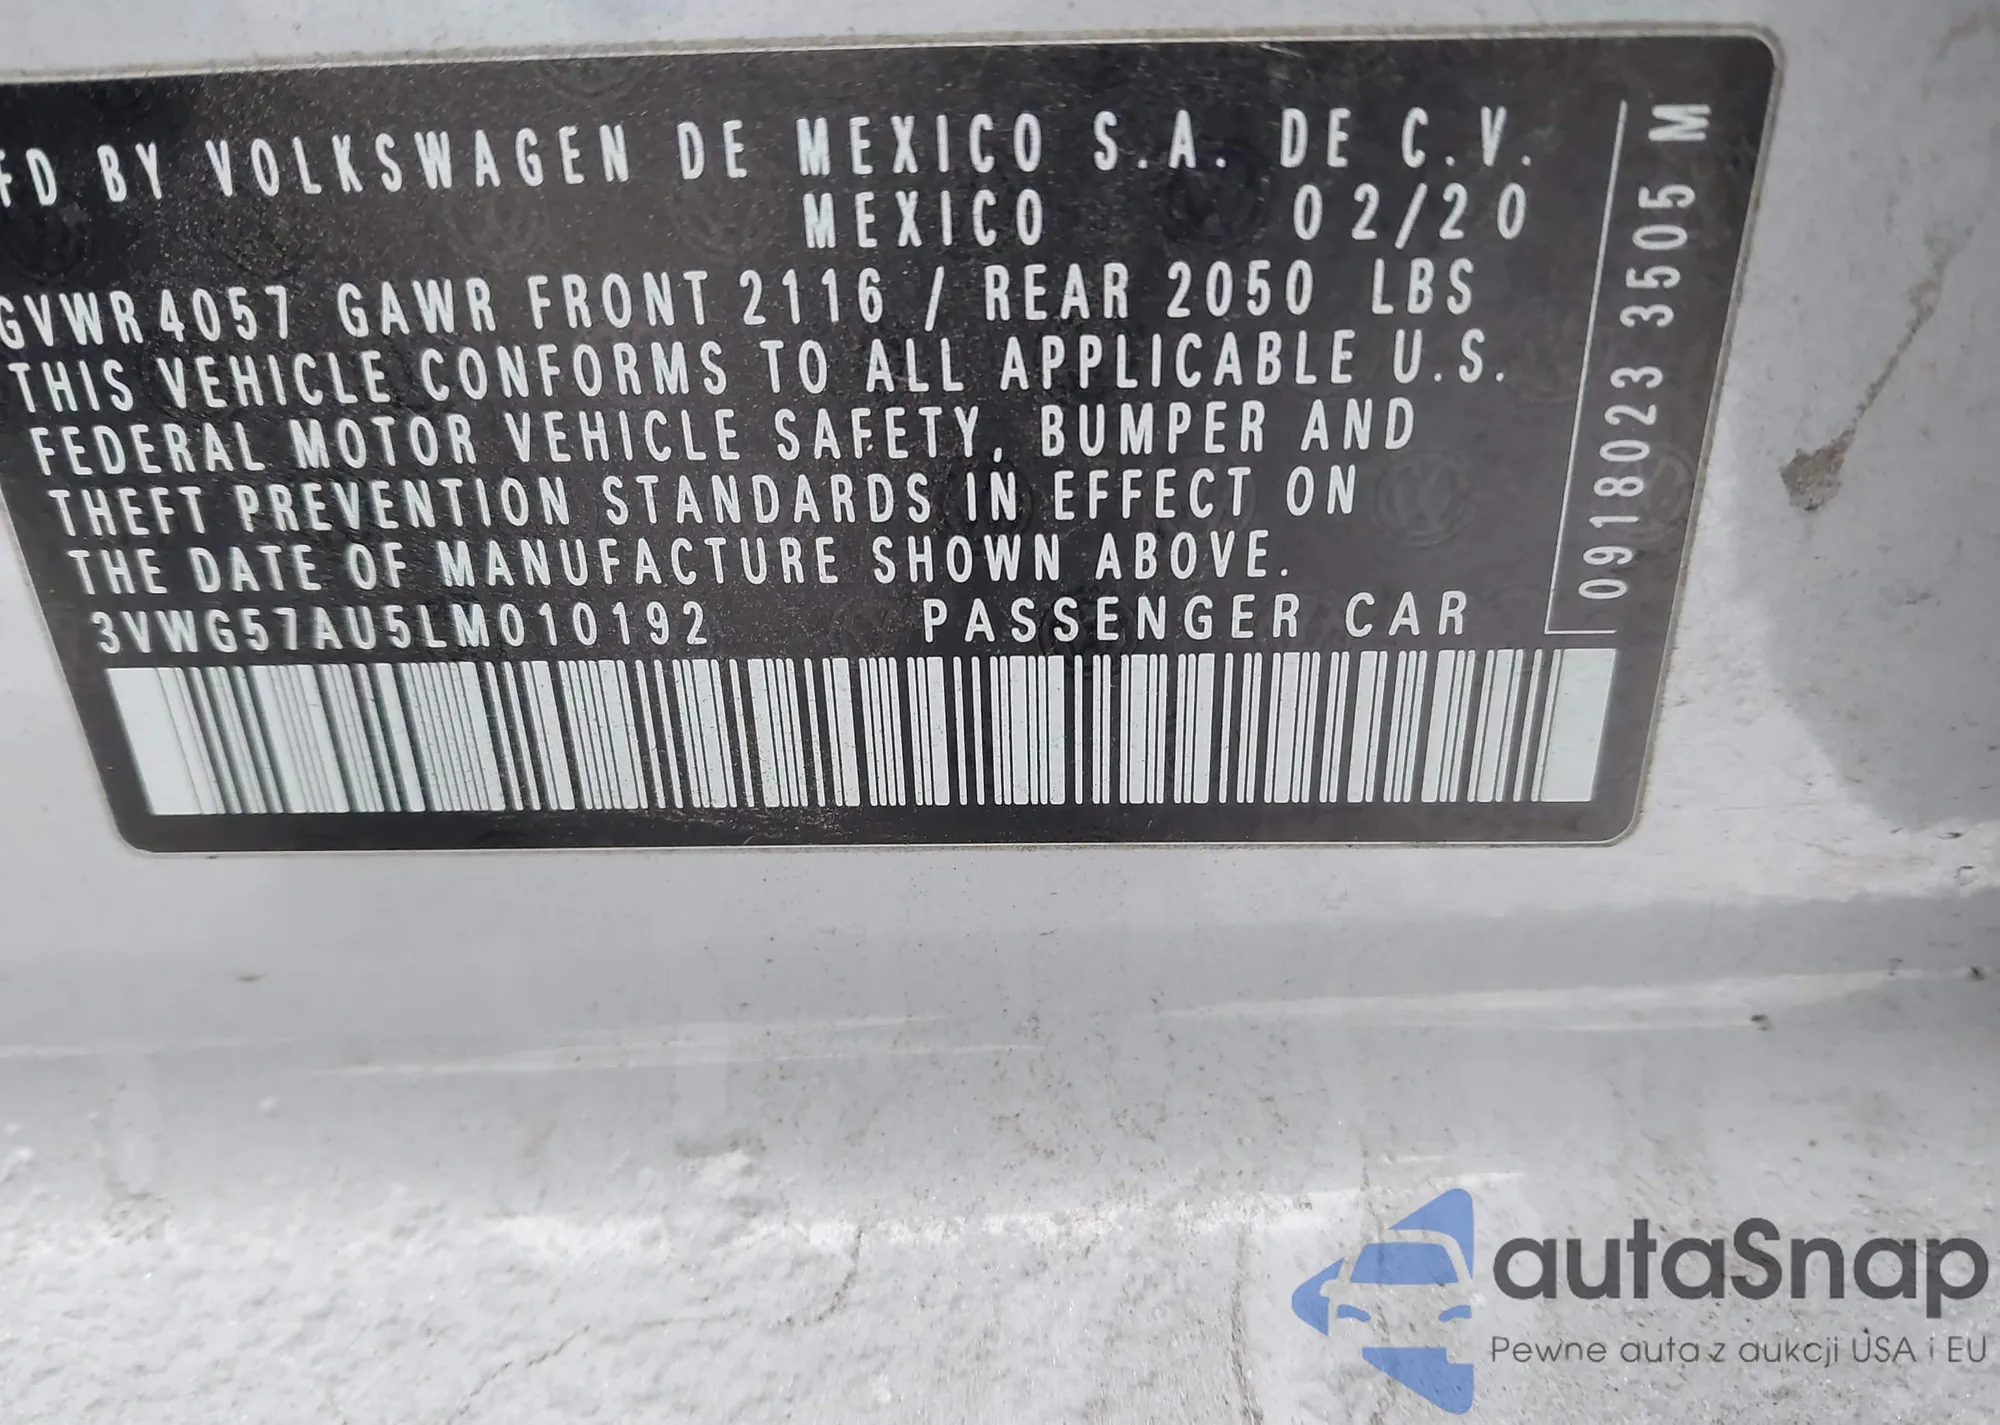 FD BY VOLKSWAGEN DE MEXICO S.A. DE C.V.
MEXICO 02/20
GVWR 4057 GAWR FRONT 2116 / REAR 2050 LBS
THIS VEHICLE CONFORMS TO ALL APPLICABLE U.S.
FEDERAL MOTOR VEHICLE SAFETY, BUMPER AND
THEFT PREVENTION STANDARDS IN EFFECT ON
THE DATE OF MANUFACTURE SHOWN ABOVE.
3VWG57AU5LM010192 PASSENGER CAR
0918023 3505 M
autaSnap
Pewne auta z aukcji USA i EU